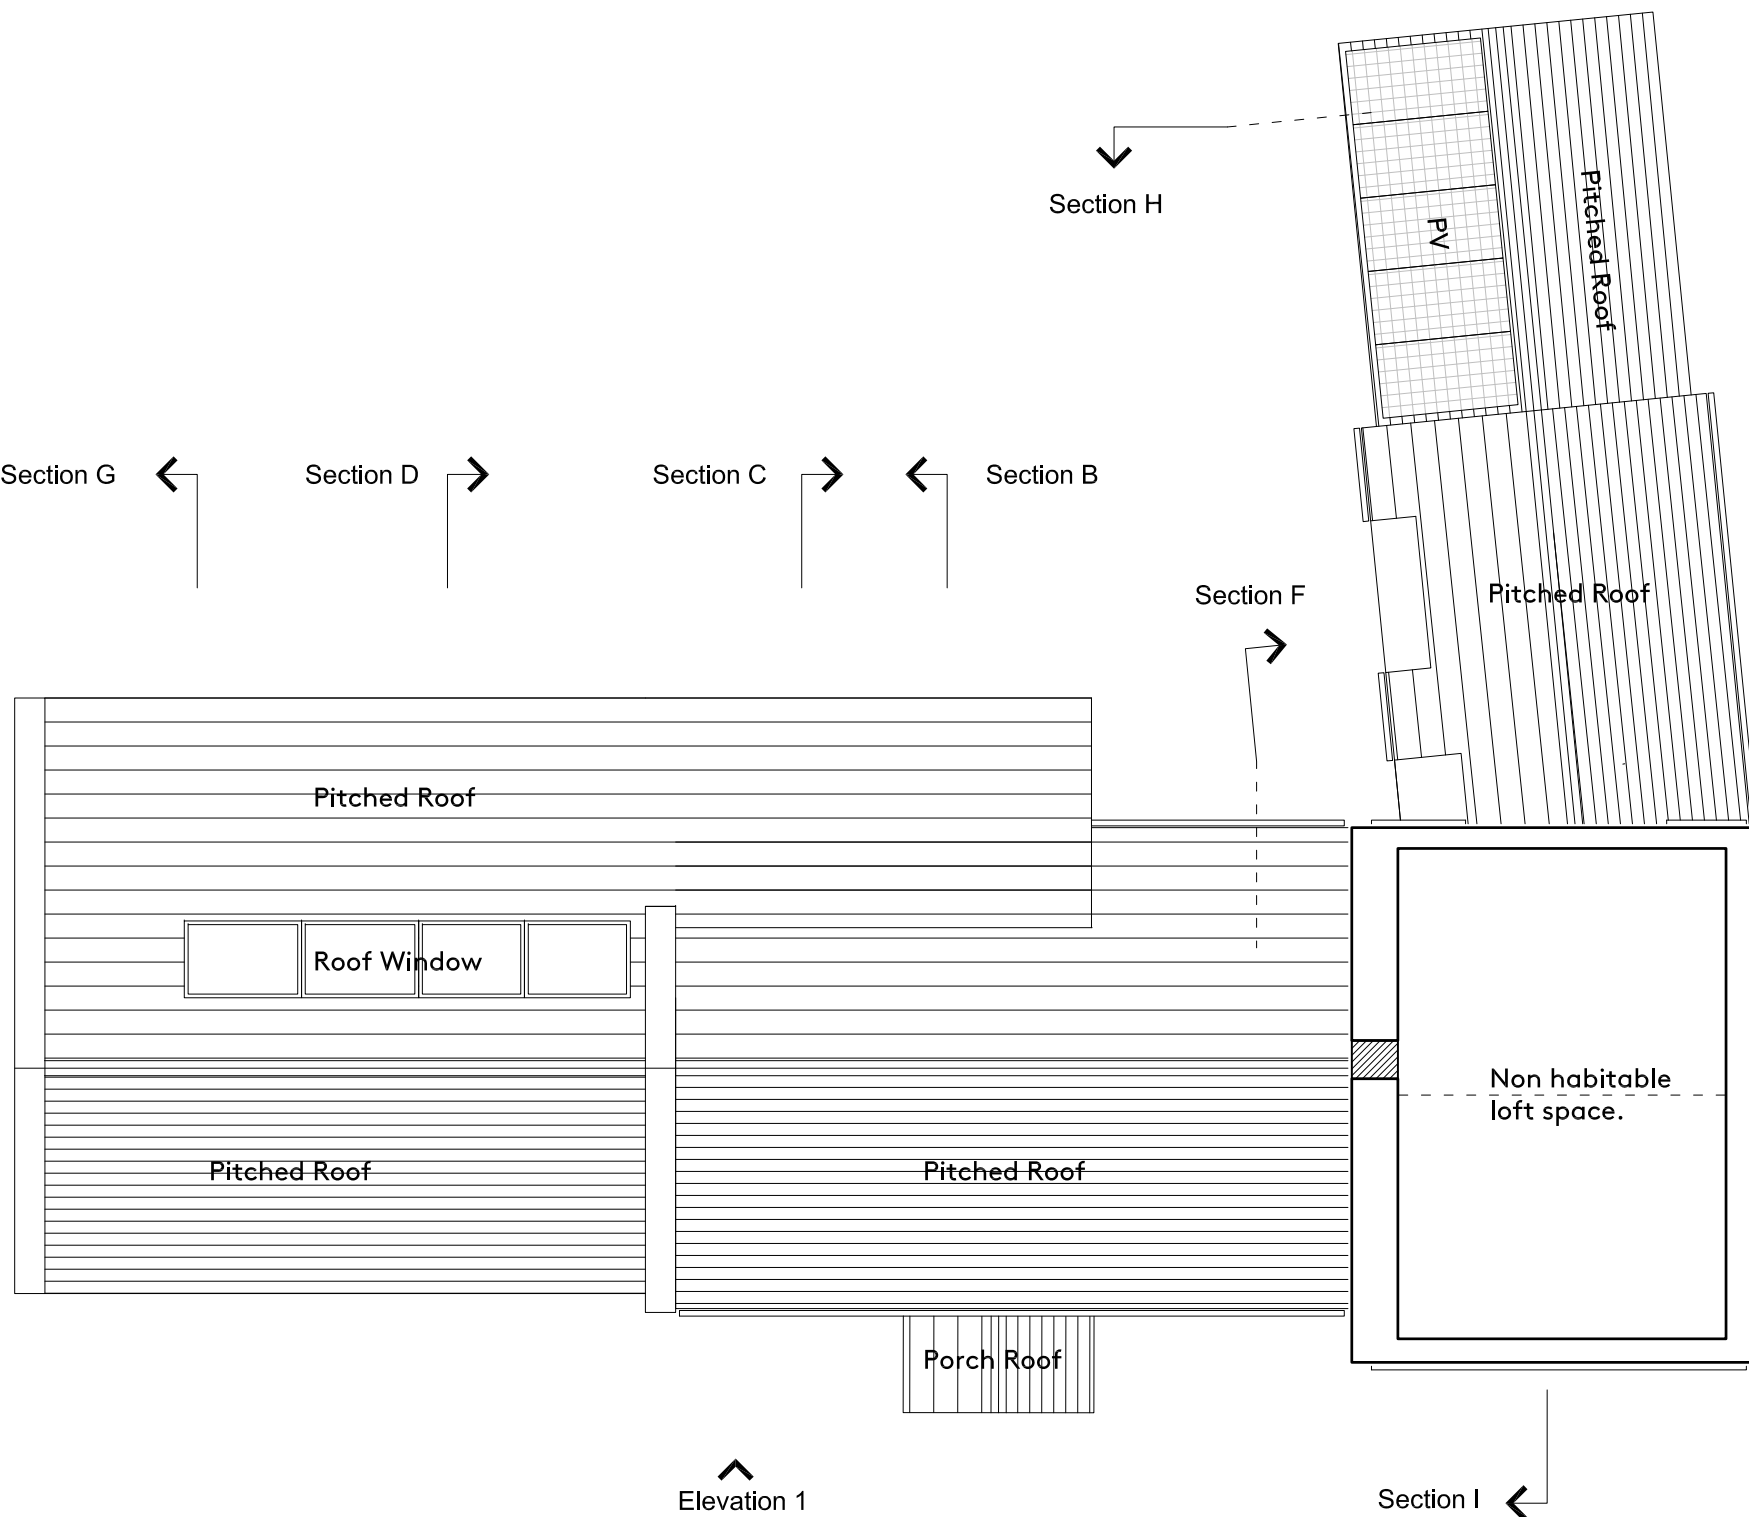 Section H
PV
Pitched Roof
Section G
Section D
Section C
Section B
Section F
Pitched Roof
Pitched Roof
Roof Window
Non habitable
loft space.
Pitched Roof
Pitched Roof
Porch Roof
Elevation 1
Section I